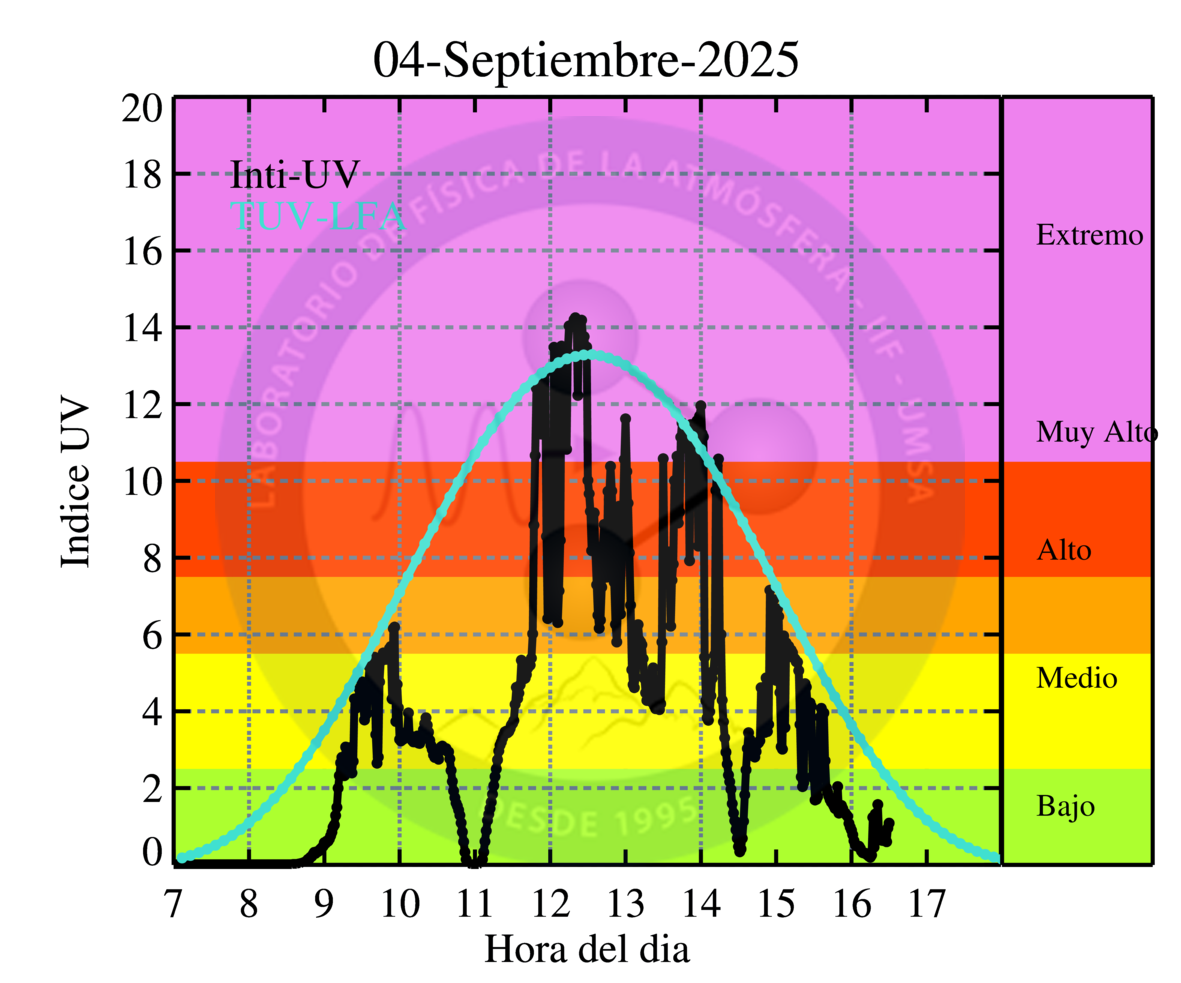 04-Septiembre-2025
20
18
16
14
12
10
8
6
4
2
0
Indice UV
Inti-UV
TUV-LFA
LABORATORIO DE FÍSICA DE LA ATMÓSFERA - IIF - UMSA
DESDE 1995
Extremo
Muy Alto
Alto
Medio
Bajo
7 8 9 10 11 12 13 14 15 16 17
Hora del dia